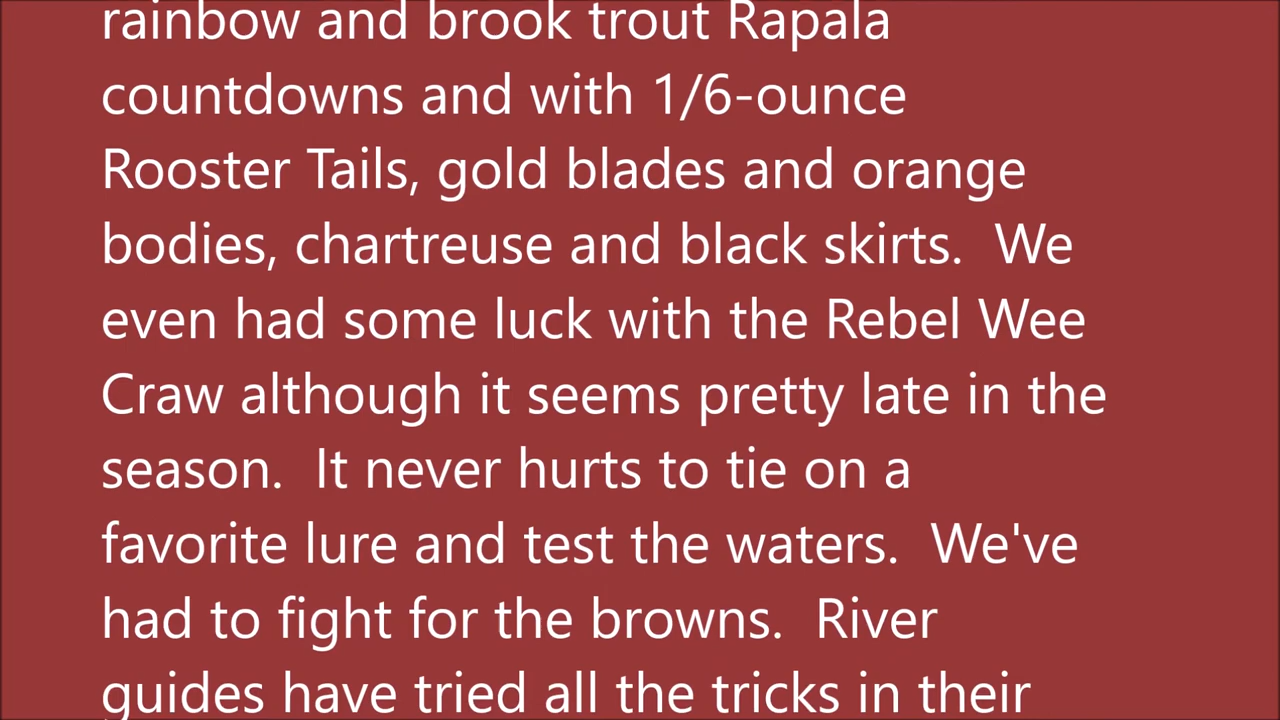 rainbow and brook trout Rapala
countdowns and with 1/6-ounce
Rooster Tails, gold blades and orange
bodies, chartreuse and black skirts.  We
even had some luck with the Rebel Wee
Craw although it seems pretty late in the
season.  It never hurts to tie on a
favorite lure and test the waters.  We've
had to fight for the browns.  River
guides have tried all the tricks in their